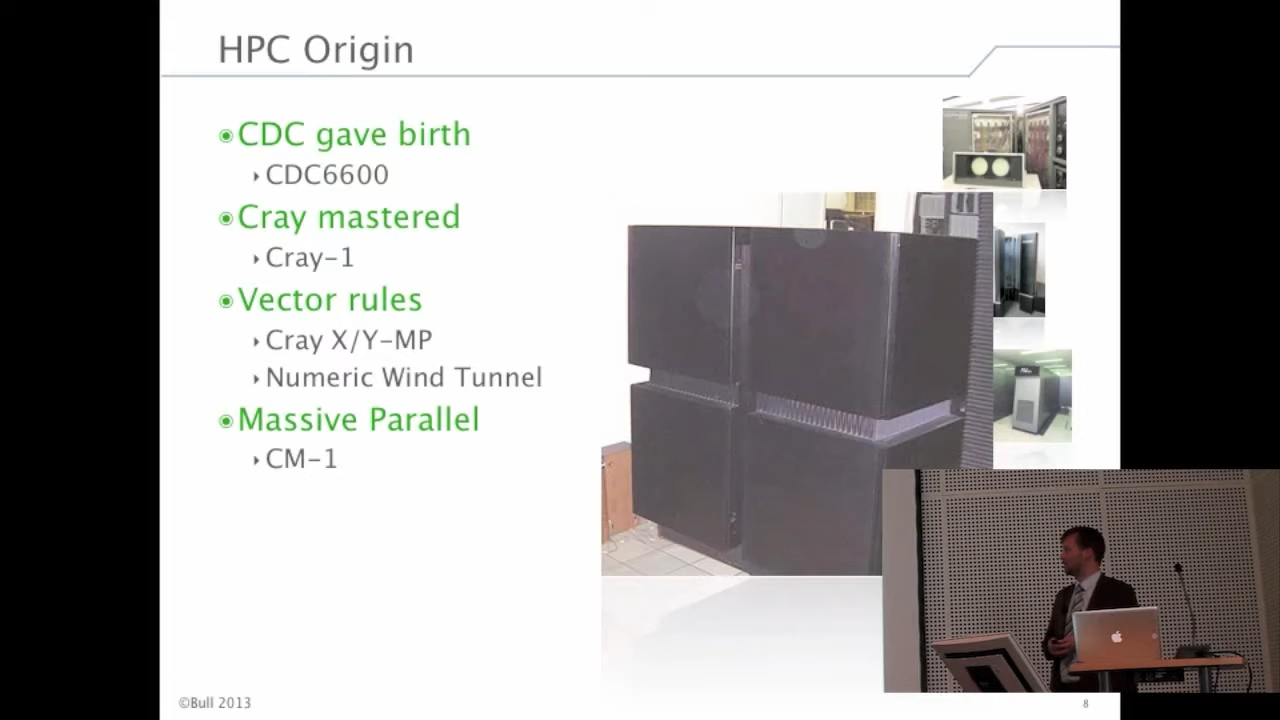 HPC Origin
CDC gave birth
CDC6600
Cray mastered
Cray-1
Vector rules
Cray X/Y-MP
Numeric Wind Tunnel
Massive Parallel
CM-1
©Bull 2013
8